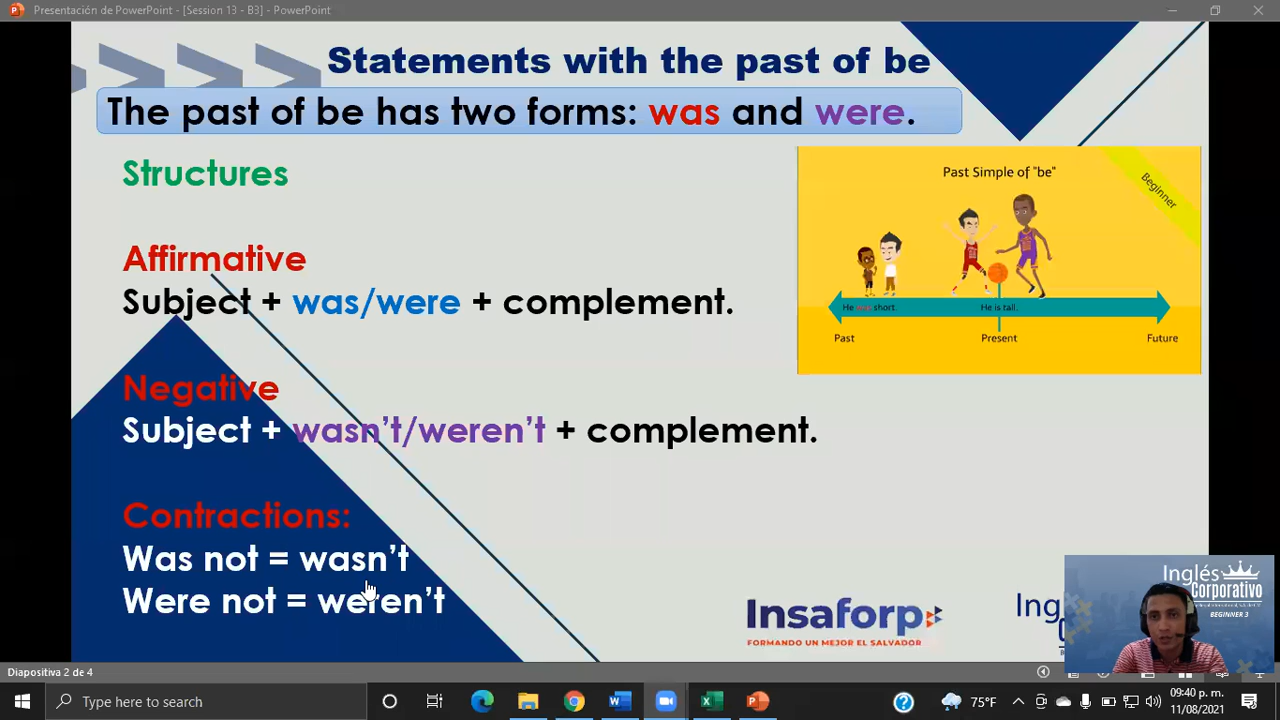 Presentación de PowerPoint - [Session 13 - B3] - PowerPoint
Statements with the past of be
The past of be has two forms: was and were.
Structures
Affirmative
Subject + was/were + complement.
Negative
Subject + wasn't/weren't + complement.
Contractions:
Was not = wasn't
Were not = weren't
Past Simple of "be"
Beginner
He was short.
He is tall.
Past
Present
Future
Insaforp
FORMANDO UN MEJOR EL SALVADOR
Inglés
Corporativo
BEGINNER 3
Diapositiva 2 de 4
Type here to search
75°F
09:40 p. m.
11/08/2021